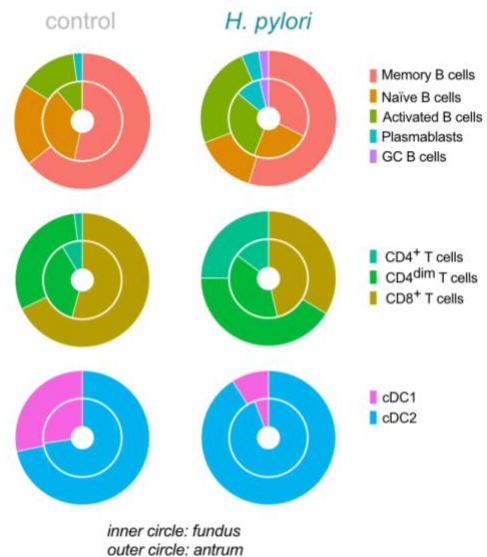 control
H. pylori
Memory B cells
Naïve B cells
Activated B cells
Plasmablasts
GC B cells
CD4+ T cells
CD4dim T cells
CD8+ T cells
cDC1
cDC2
inner circle: fundus
outer circle: antrum